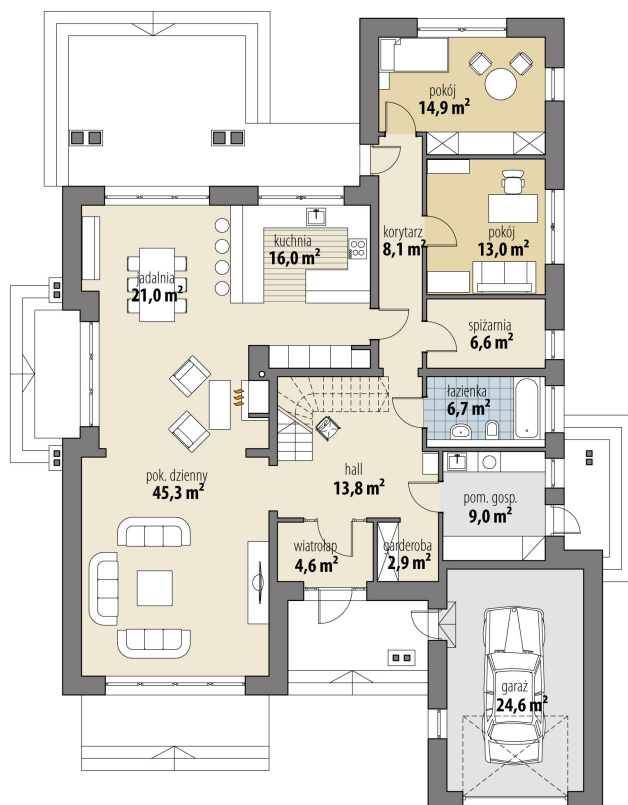 pokój
14,9 m²
kuchnia
16,0 m²
korytarz
8,1 m²
pokój
13,0 m²
jadalnia
21,0 m²
spiżarnia
6,6 m²
łazienka
6,7 m²
pok. dzienny
45,3 m²
hall
13,8 m²
pom. gosp.
9,0 m²
wiatrołap
4,6 m²
garderoba
2,9 m²
garaż
24,6 m²